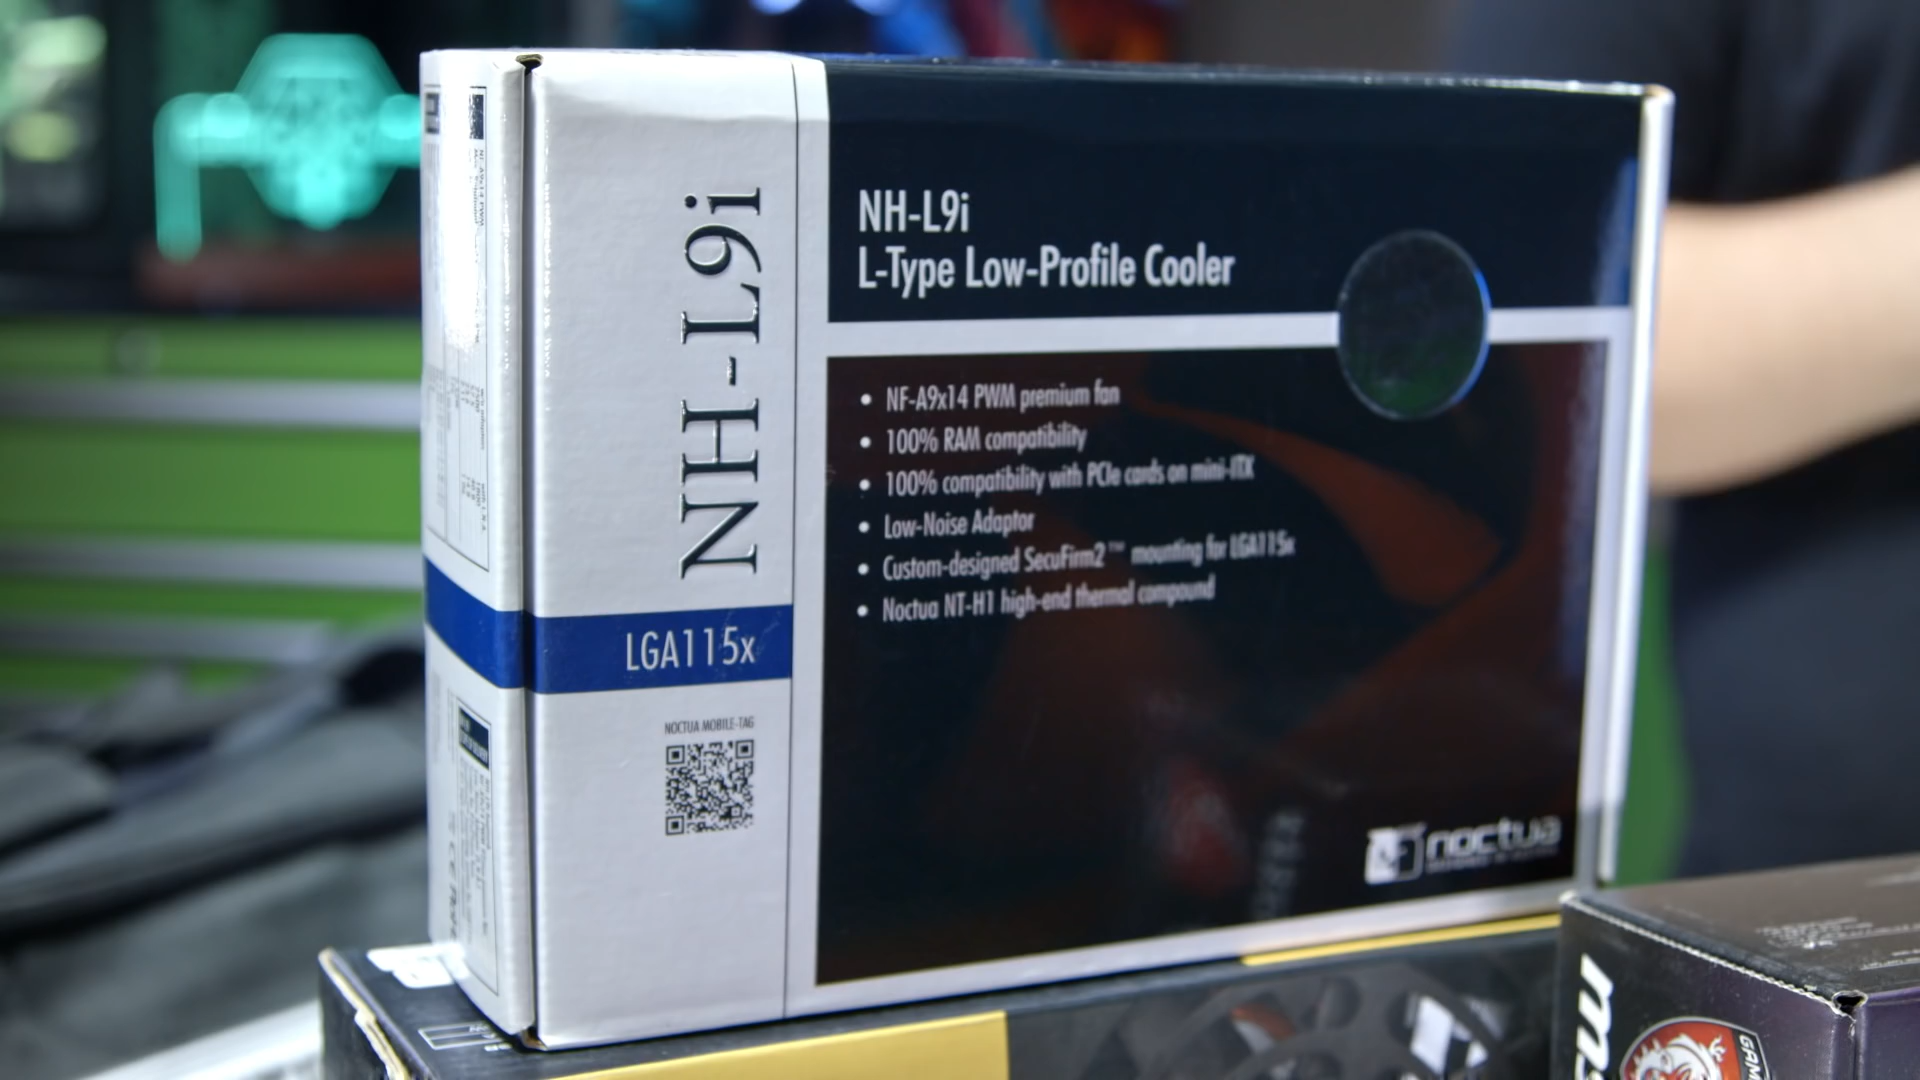 NH-L9i
LGA115x
NOCTUA MOBILE-TAG
NH-L9i
L-Type Low-Profile Cooler
• NF-A9x14 PWM premium fan
• 100% RAM compatibility
• 100% compatibility with PCIe cards on mini-ITX
• Low-Noise Adaptor
• Custom-designed SecuFirm2™ mounting for LGA115x
• Noctua NT-H1 high-end thermal compound
noctua